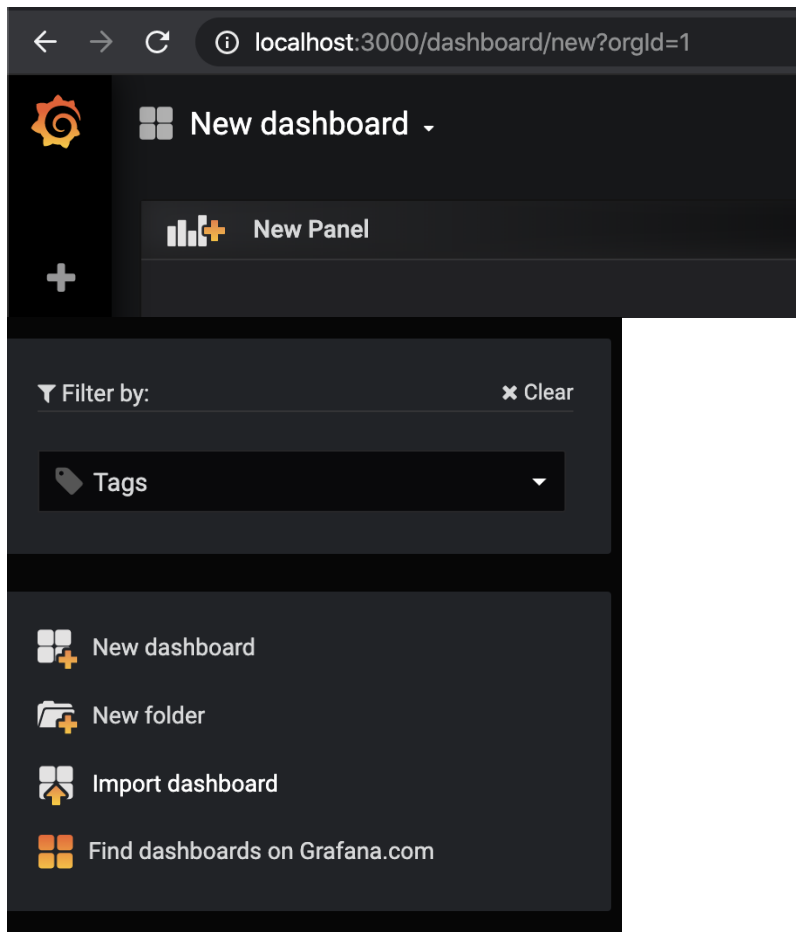 localhost:3000/dashboard/new?orgId=1
New dashboard
New Panel
Filter by:
Clear
Tags
New dashboard
New folder
Import dashboard
Find dashboards on Grafana.com